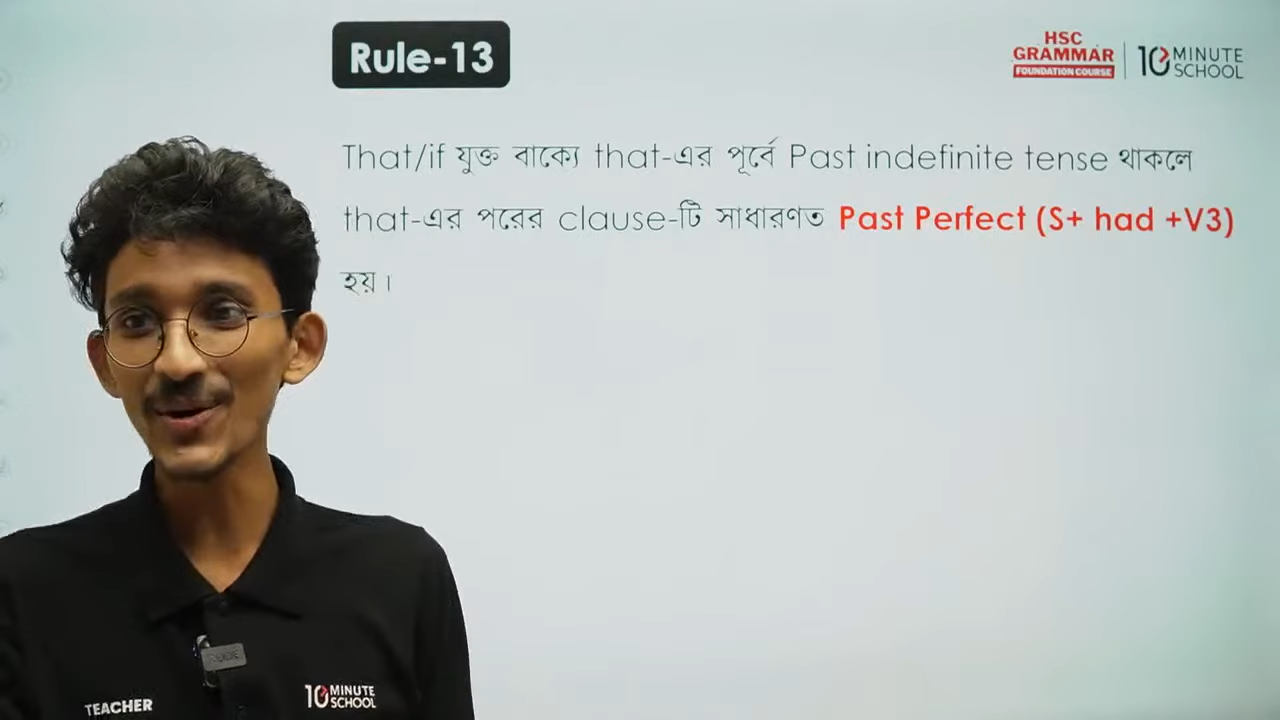 Rule-13
HSC
GRAMMAR
FOUNDATION COURSE
10 MINUTE
SCHOOL
That/if যুক্ত বাক্যে that-এর পূর্বে Past indefinite tense থাকলে
that-এর পরের clause-টি সাধারণত Past Perfect (S+ had +V3)
হয়।
TEACHER
10 MINUTE
SCHOOL